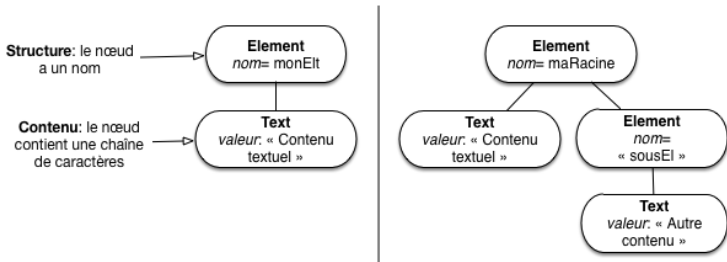 Structure: le nœud
a un nom
Element
nom= monElt
Contenu: le nœud
contient une chaîne
de caractères
Text
valeur: « Contenu
textuel »
Element
nom= maRacine
Text
valeur: « Contenu
textuel »
Element
nom=
« sousEl »
Text
valeur: « Autre
contenu »